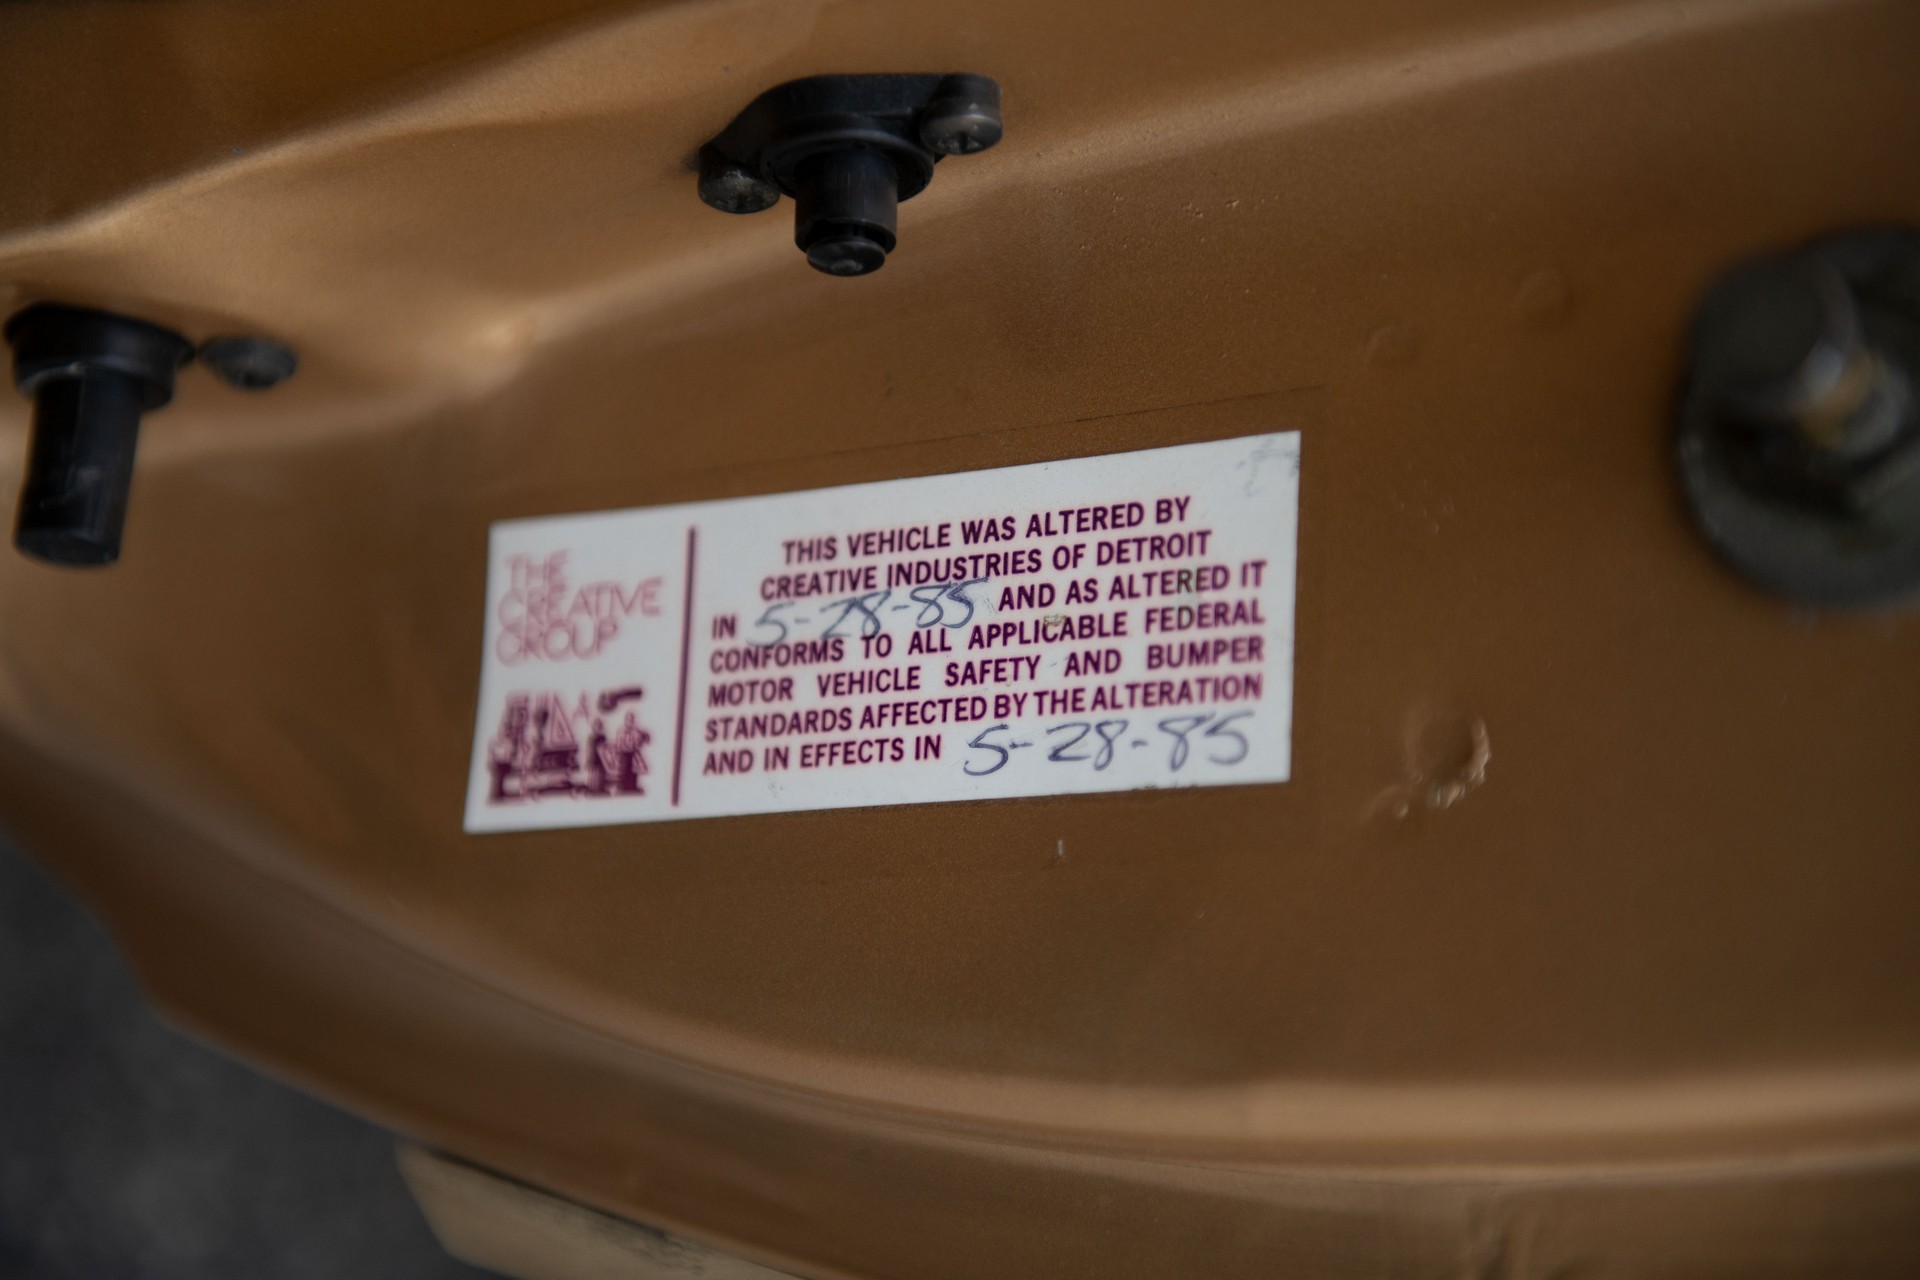 THE
CREATIVE
GROUP
THIS VEHICLE WAS ALTERED BY
CREATIVE INDUSTRIES OF DETROIT
IN 5-28-85 AND AS ALTERED IT
CONFORMS TO ALL APPLICABLE FEDERAL
MOTOR VEHICLE SAFETY AND BUMPER
STANDARDS AFFECTED BY THE ALTERATION
AND IN EFFECTS IN 5-28-85